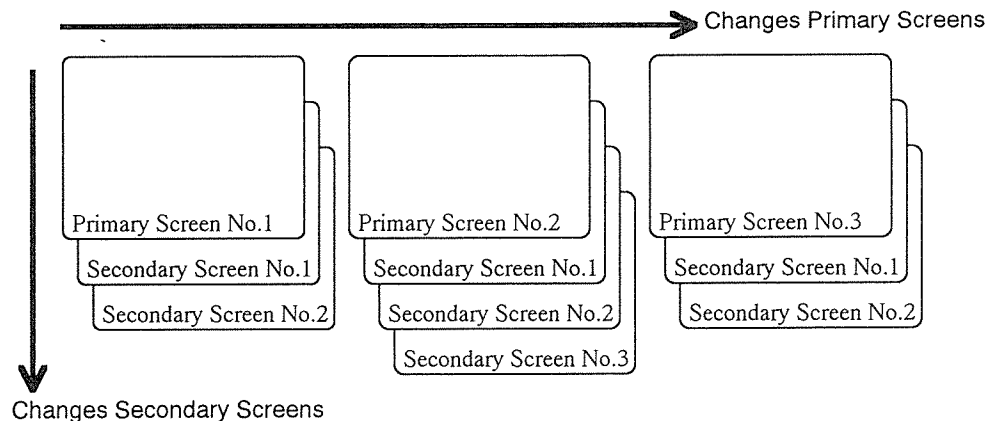 Changes Primary Screens
Primary Screen No.1
Secondary Screen No.1
Secondary Screen No.2
Primary Screen No.2
Secondary Screen No.1
Secondary Screen No.2
Secondary Screen No.3
Primary Screen No.3
Secondary Screen No.1
Secondary Screen No.2
Changes Secondary Screens